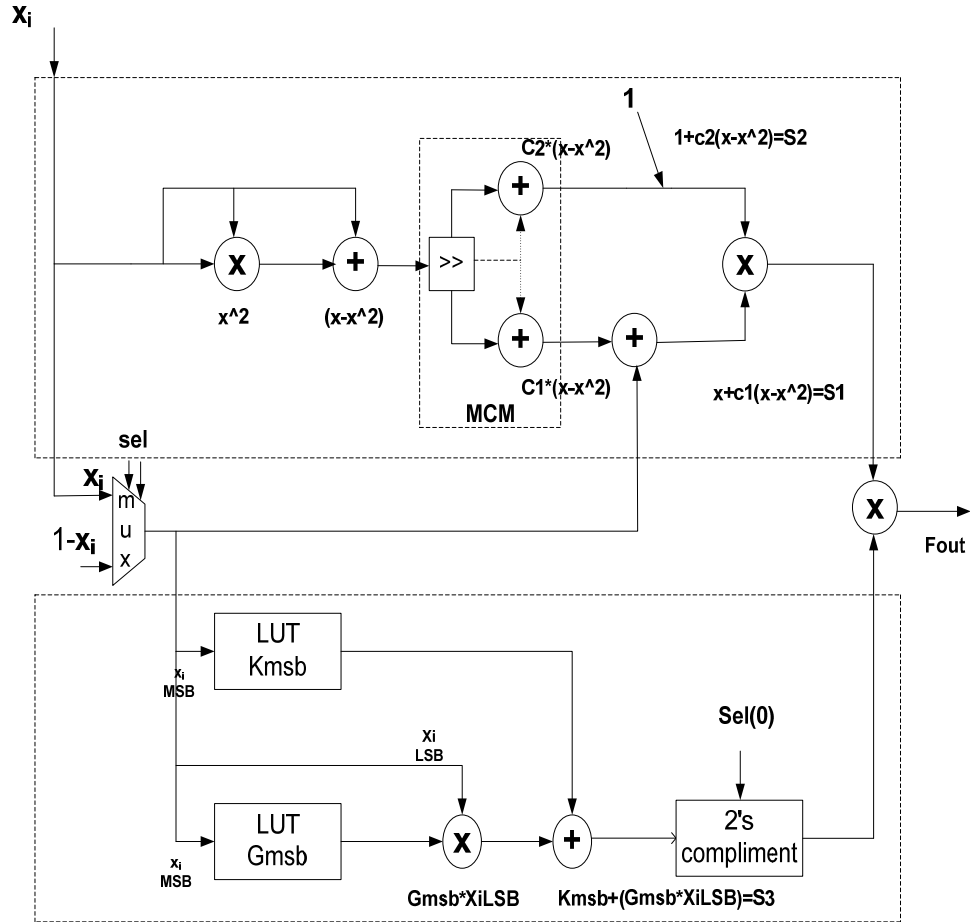 Xi
1
1+c2(x-x^2)=S2
C2*(x-x^2)
X
+
>>
+
X
x^2
(x-x^2)
+
+
C1*(x-x^2)
MCM
x+c1(x-x^2)=S1
sel
Xi
m
u
x
1-Xi
X
Fout
LUT
Kmsb
xi
MSB
Sel(0)
Xi
LSB
LUT
Gmsb
X
+
2's
compliment
xi
MSB
Gmsb*XiLSB
Kmsb+(Gmsb*XiLSB)=S3